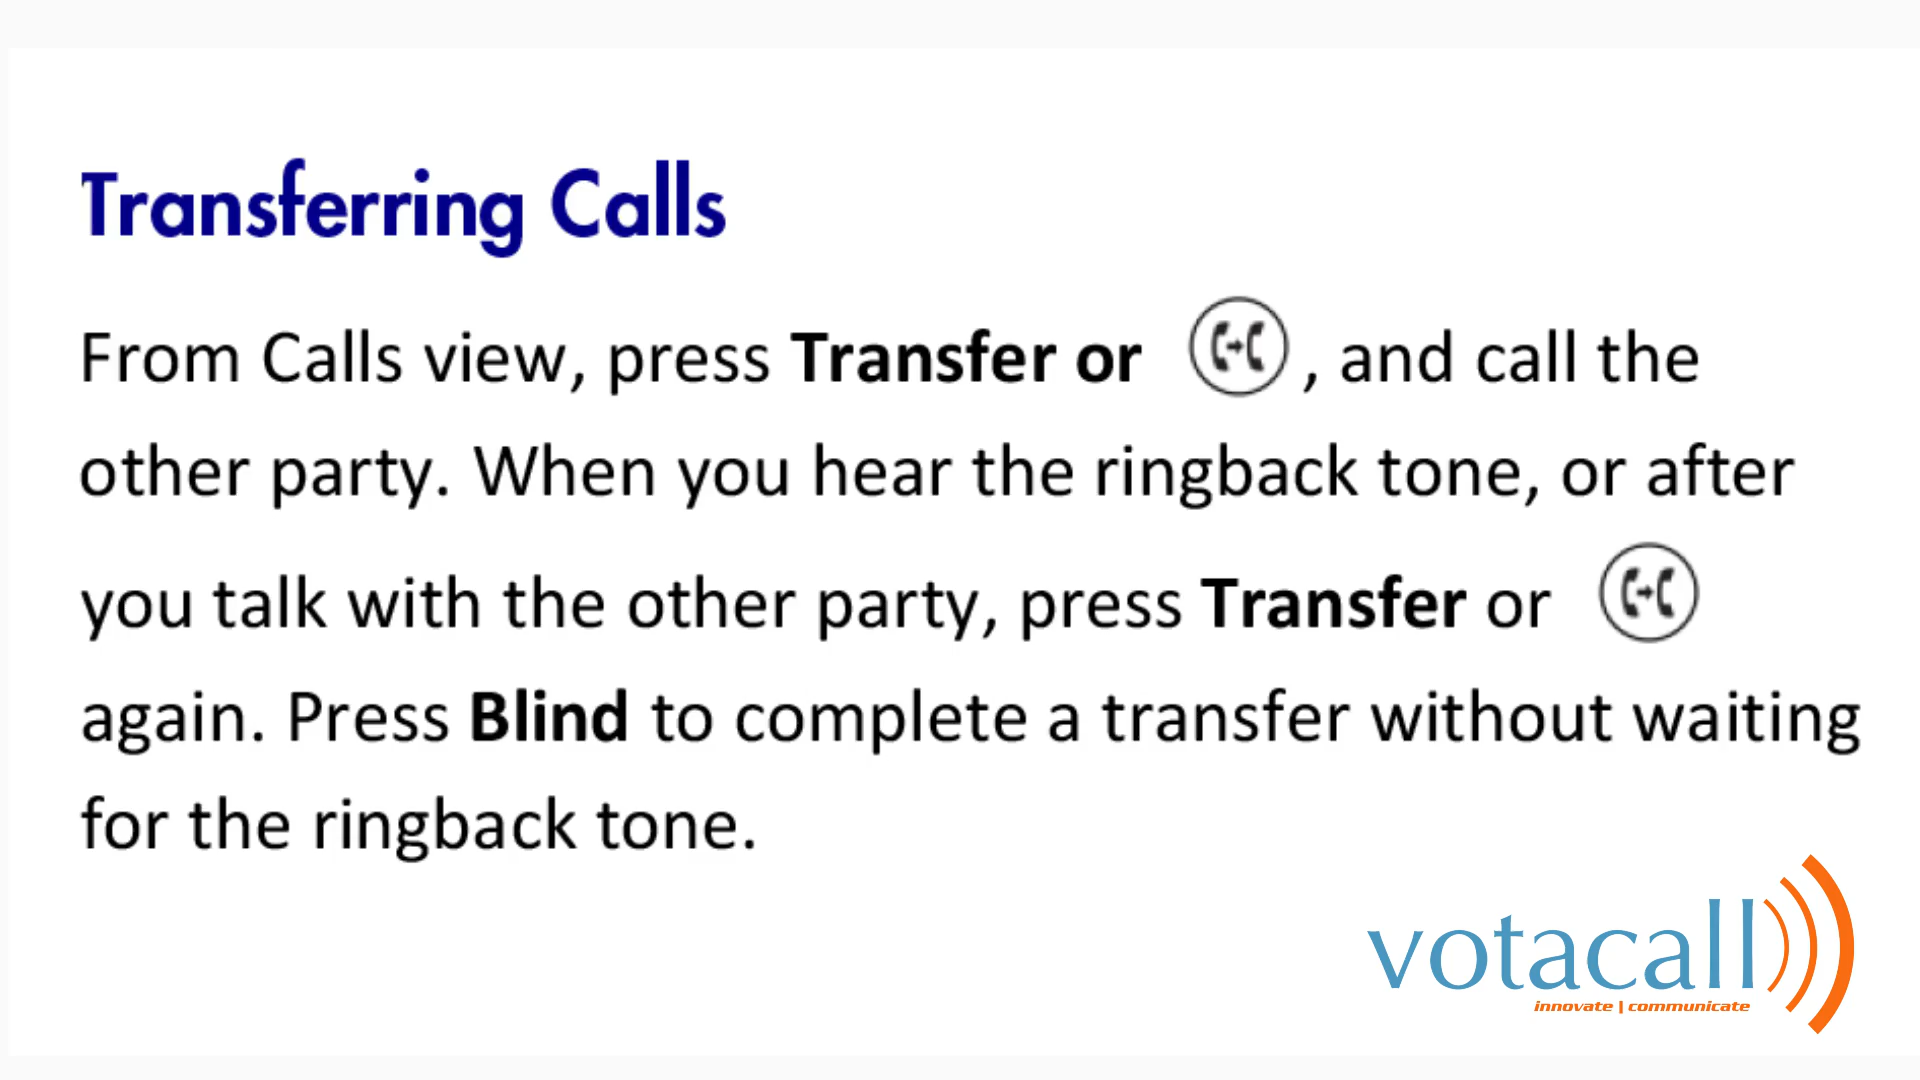 Transferring Calls
From Calls view, press Transfer or , and call the
other party. When you hear the ringback tone, or after
you talk with the other party, press Transfer or
again. Press Blind to complete a transfer without waiting
for the ringback tone.
votacall
innovate | communicate